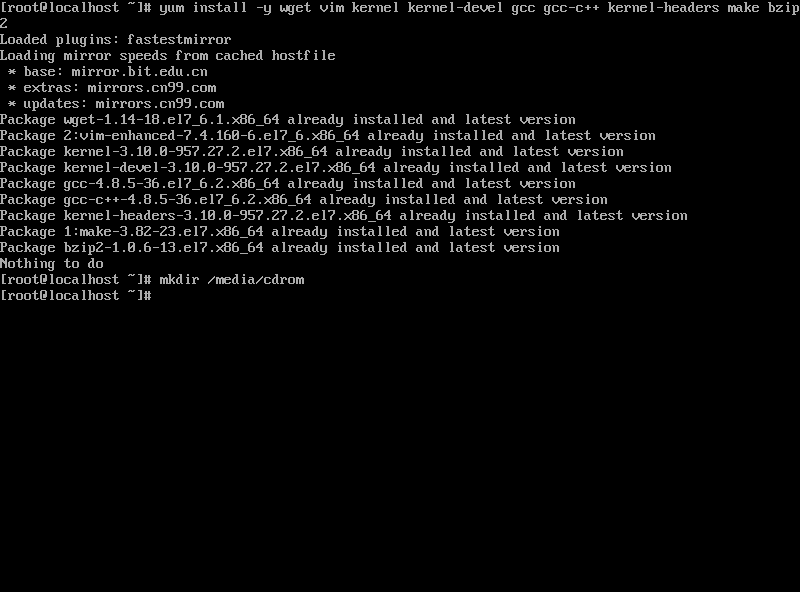 [root@localhost ~]# yum install -y wget vim kernel kernel-devel gcc gcc-c++ kernel-headers make bzip
2
Loaded plugins: fastestmirror
Loading mirror speeds from cached hostfile
 * base: mirror.bit.edu.cn
 * extras: mirrors.cn99.com
 * updates: mirrors.cn99.com
Package wget-1.14-18.el7_6.1.x86_64 already installed and latest version
Package 2:vim-enhanced-7.4.160-6.el7_6.x86_64 already installed and latest version
Package kernel-3.10.0-957.27.2.el7.x86_64 already installed and latest version
Package kernel-devel-3.10.0-957.27.2.el7.x86_64 already installed and latest version
Package gcc-4.8.5-36.el7_6.2.x86_64 already installed and latest version
Package gcc-c++-4.8.5-36.el7_6.2.x86_64 already installed and latest version
Package kernel-headers-3.10.0-957.27.2.el7.x86_64 already installed and latest version
Package 1:make-3.82-23.el7.x86_64 already installed and latest version
Package bzip2-1.0.6-13.el7.x86_64 already installed and latest version
Nothing to do
[root@localhost ~]# mkdir /media/cdrom
[root@localhost ~]#